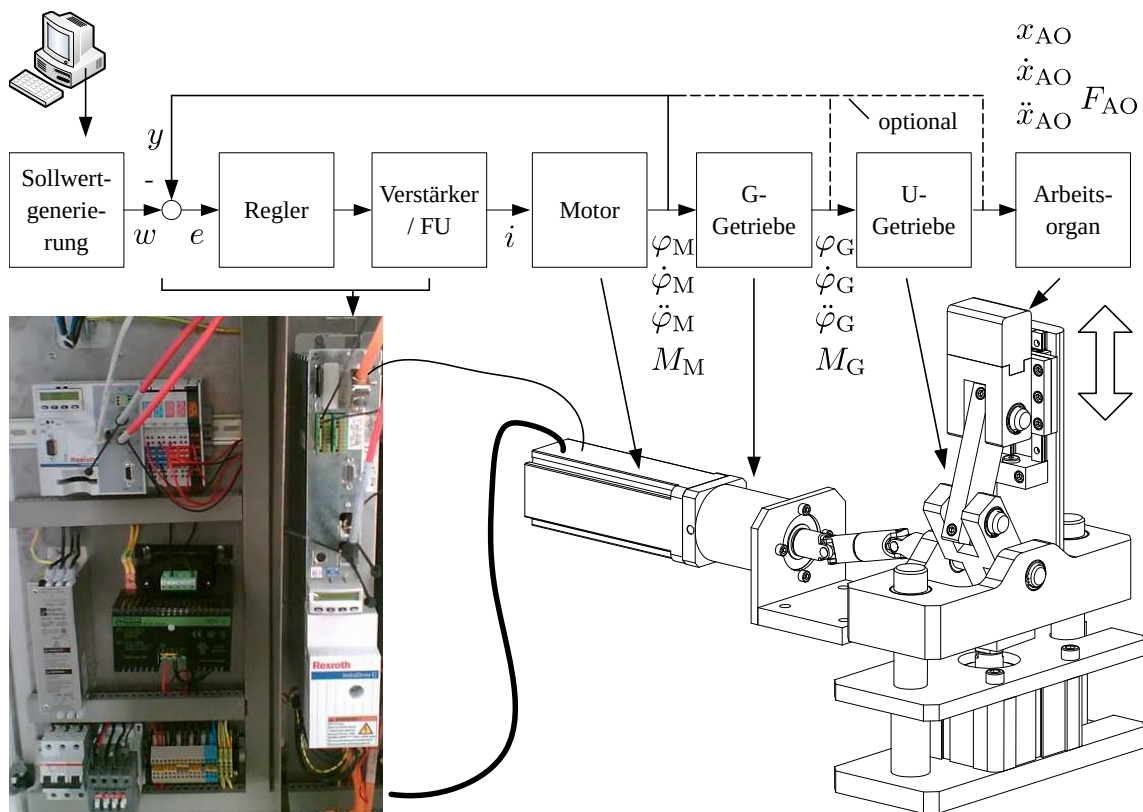 x_AO
ẋ_AO
ẍ_AO
F_AO
optional
y
-
Sollwert-
generie-
rung
w
e
Regler
Verstärker
/ FU
i
Motor
φ_M
φ̇_M
φ̈_M
M_M
G-
Getriebe
φ_G
φ̇_G
φ̈_G
M_G
U-
Getriebe
Arbeits-
organ
Rexroth
Rexroth
IndraDrive C